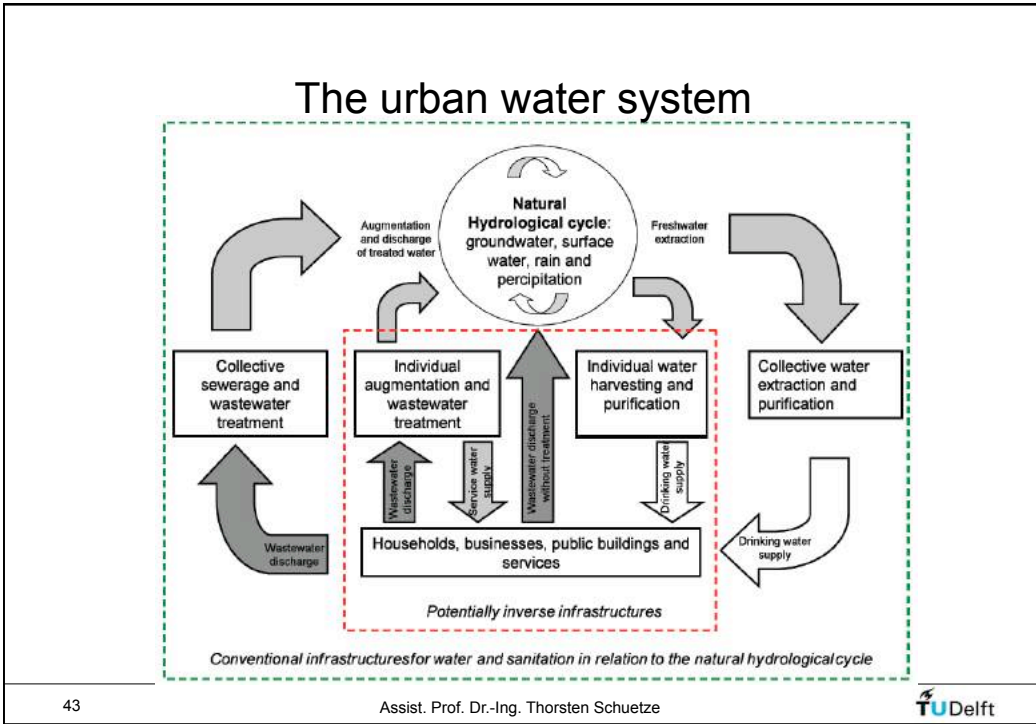 The urban water system
Natural
Hydrological cycle:
groundwater, surface
water, rain and
percipitation
Augmentation
and discharge
of treated water
Freshwater
extraction
Collective
sewerage and
wastewater
treatment
Individual
augmentation and
wastewater
treatment
Individual water
harvesting and
purification
Collective water
extraction and
purification
Wastewater
discharge
Service water
supply
Wastewater discharge
without treatment
Drinking water
supply
Households, businesses, public buildings and
services
Wastewater
discharge
Drinking water
supply
Potentially inverse infrastructures
Conventional infrastructures for water and sanitation in relation to the natural hydrological cycle
43
Assist. Prof. Dr.-Ing. Thorsten Schuetze
TUDelft